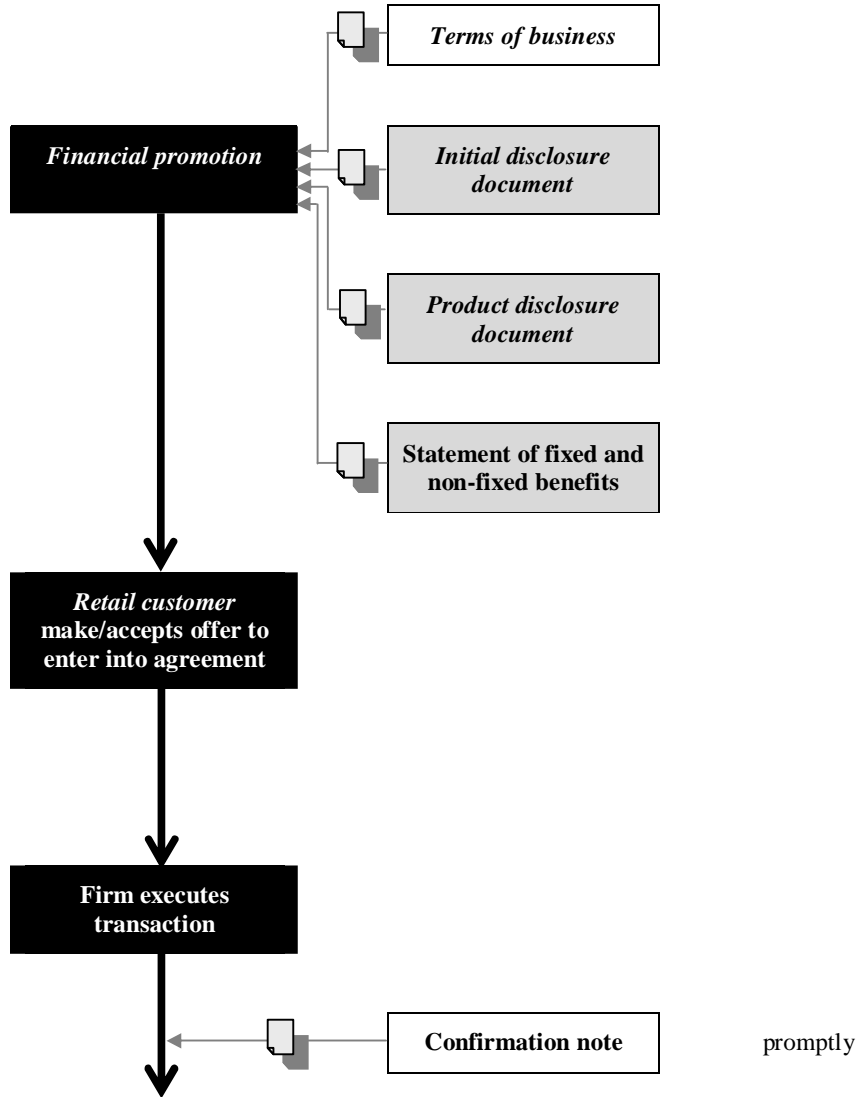 Terms of business
Financial promotion
Initial disclosure
document
Product disclosure
document
Statement of fixed and
non-fixed benefits
Retail customer
make/accepts offer to
enter into agreement
Firm executes
transaction
Confirmation note
promptly